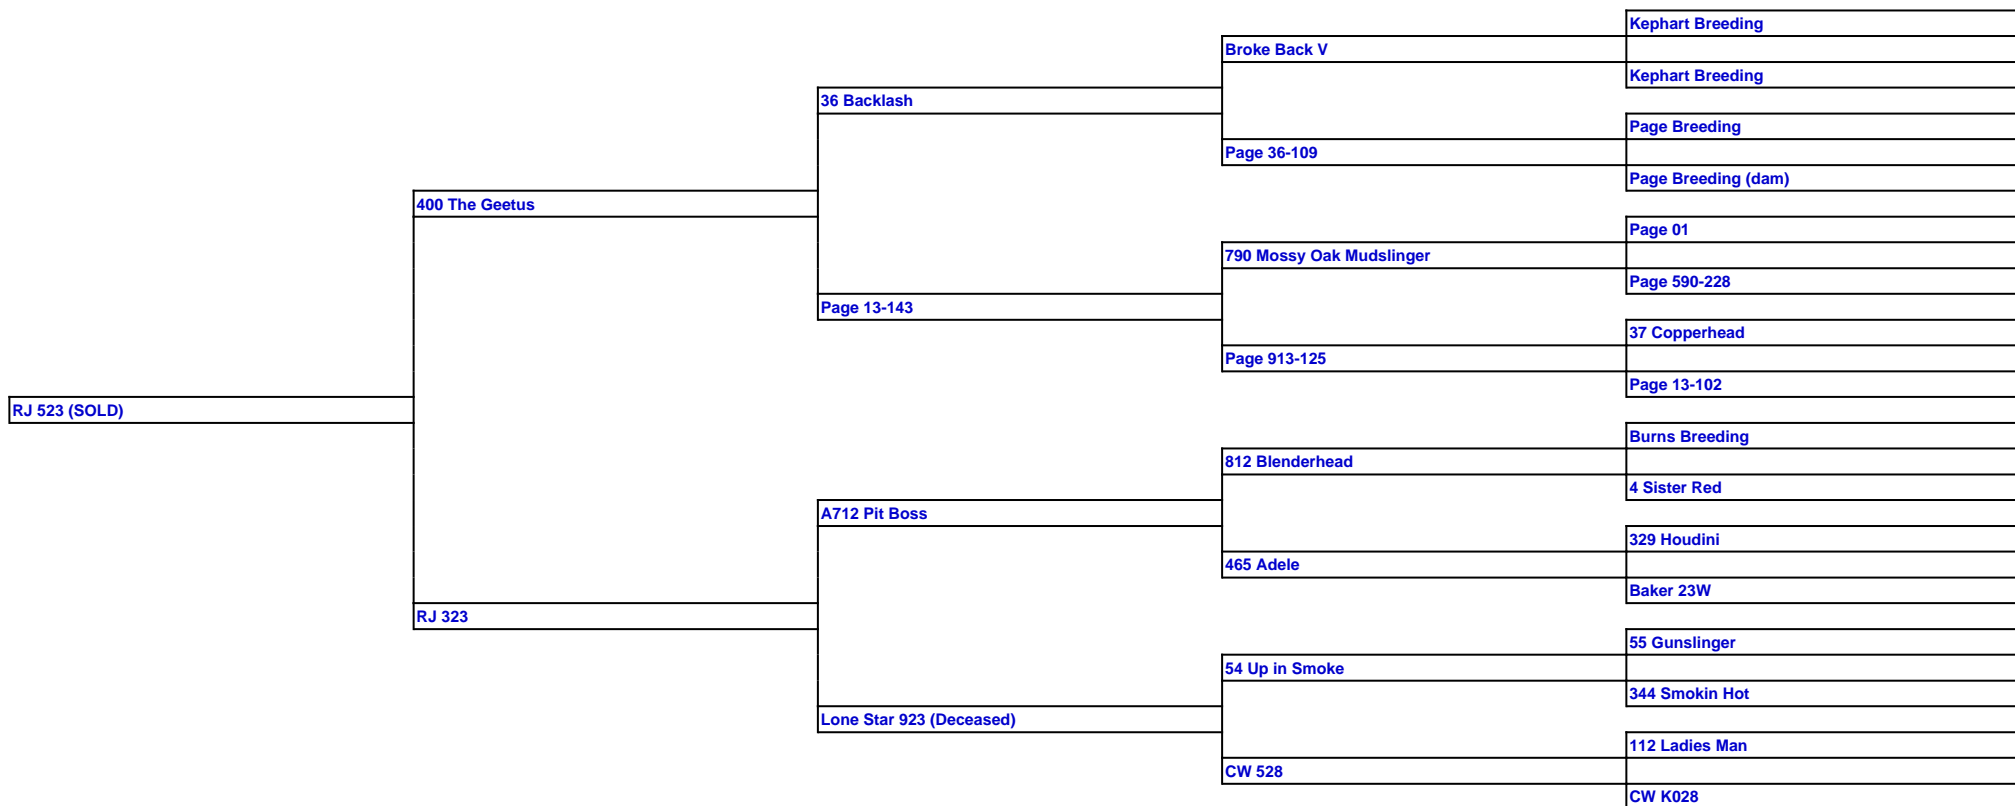 Kephart Breeding
Broke Back V
Kephart Breeding
36 Backlash
Page Breeding
Page 36-109
Page Breeding (dam)
400 The Geetus
Page 01
790 Mossy Oak Mudslinger
Page 590-228
Page 13-143
37 Copperhead
Page 913-125
Page 13-102
RJ 523 (SOLD)
Burns Breeding
812 Blenderhead
4 Sister Red
A712 Pit Boss
329 Houdini
465 Adele
Baker 23W
RJ 323
55 Gunslinger
54 Up in Smoke
344 Smokin Hot
Lone Star 923 (Deceased)
112 Ladies Man
CW 528
CW K028